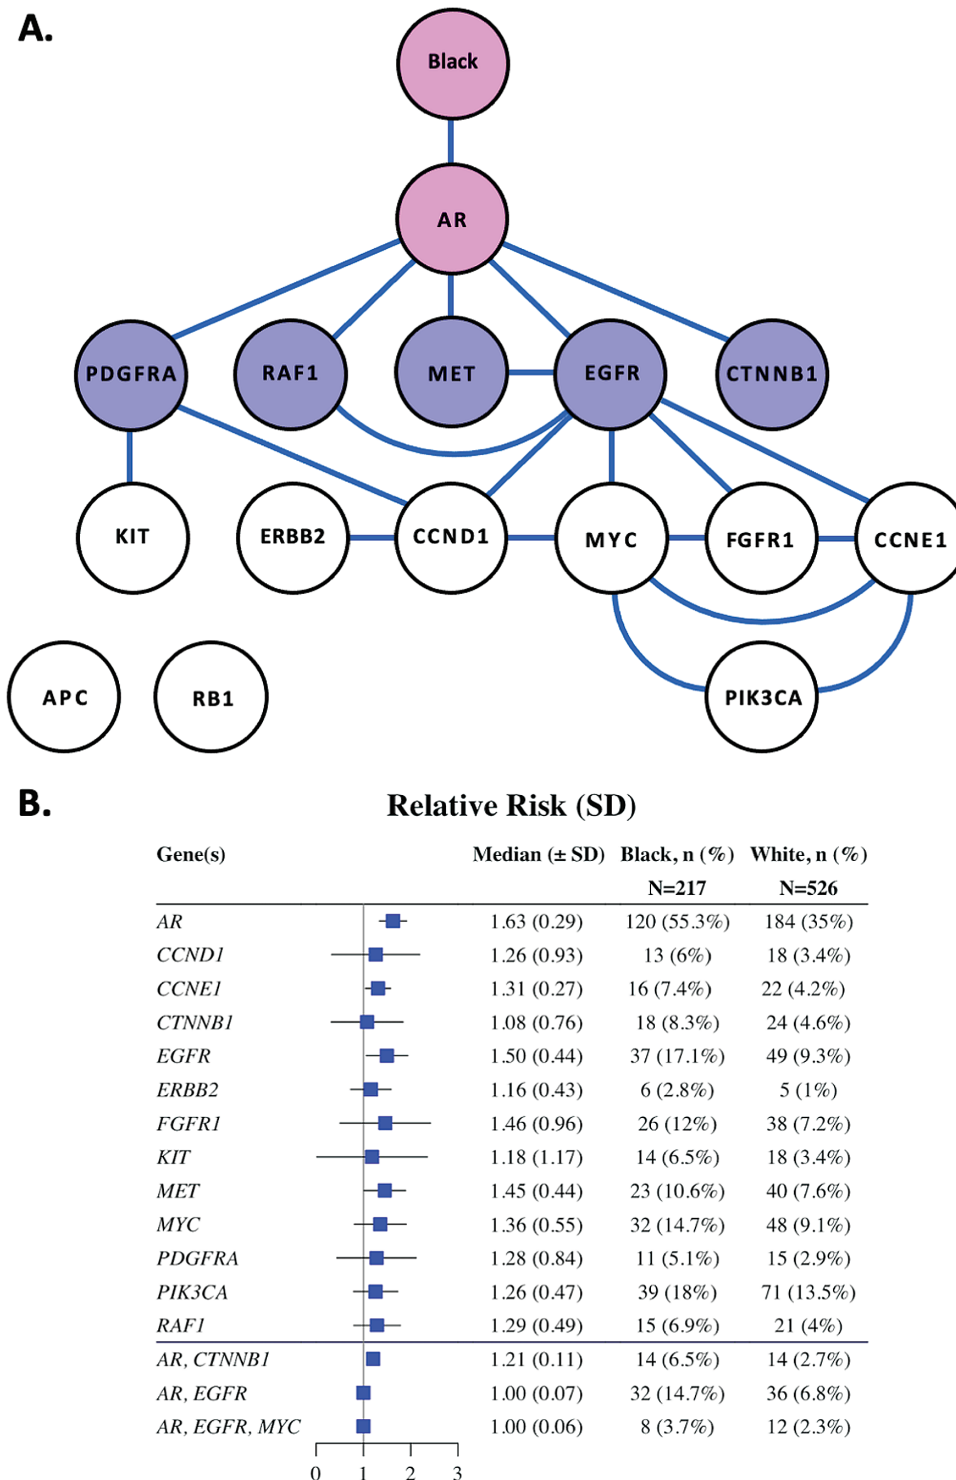 A.
Black
AR
PDGFRA RAF1 MET EGFR CTNNB1
KIT ERBB2 CCND1 MYC FGFR1 CCNE1
APC RB1 PIK3CA
B.
Relative Risk (SD)
Gene(s) Median (± SD) Black, n (%) White, n (%)
N=217 N=526
AR 1.63 (0.29) 120 (55.3%) 184 (35%)
CCND1 1.26 (0.93) 13 (6%) 18 (3.4%)
CCNE1 1.31 (0.27) 16 (7.4%) 22 (4.2%)
CTNNB1 1.08 (0.76) 18 (8.3%) 24 (4.6%)
EGFR 1.50 (0.44) 37 (17.1%) 49 (9.3%)
ERBB2 1.16 (0.43) 6 (2.8%) 5 (1%)
FGFR1 1.46 (0.96) 26 (12%) 38 (7.2%)
KIT 1.18 (1.17) 14 (6.5%) 18 (3.4%)
MET 1.45 (0.44) 23 (10.6%) 40 (7.6%)
MYC 1.36 (0.55) 32 (14.7%) 48 (9.1%)
PDGFRA 1.28 (0.84) 11 (5.1%) 15 (2.9%)
PIK3CA 1.26 (0.47) 39 (18%) 71 (13.5%)
RAF1 1.29 (0.49) 15 (6.9%) 21 (4%)
AR, CTNNB1 1.21 (0.11) 14 (6.5%) 14 (2.7%)
AR, EGFR 1.00 (0.07) 32 (14.7%) 36 (6.8%)
AR, EGFR, MYC 1.00 (0.06) 8 (3.7%) 12 (2.3%)
0 1 2 3